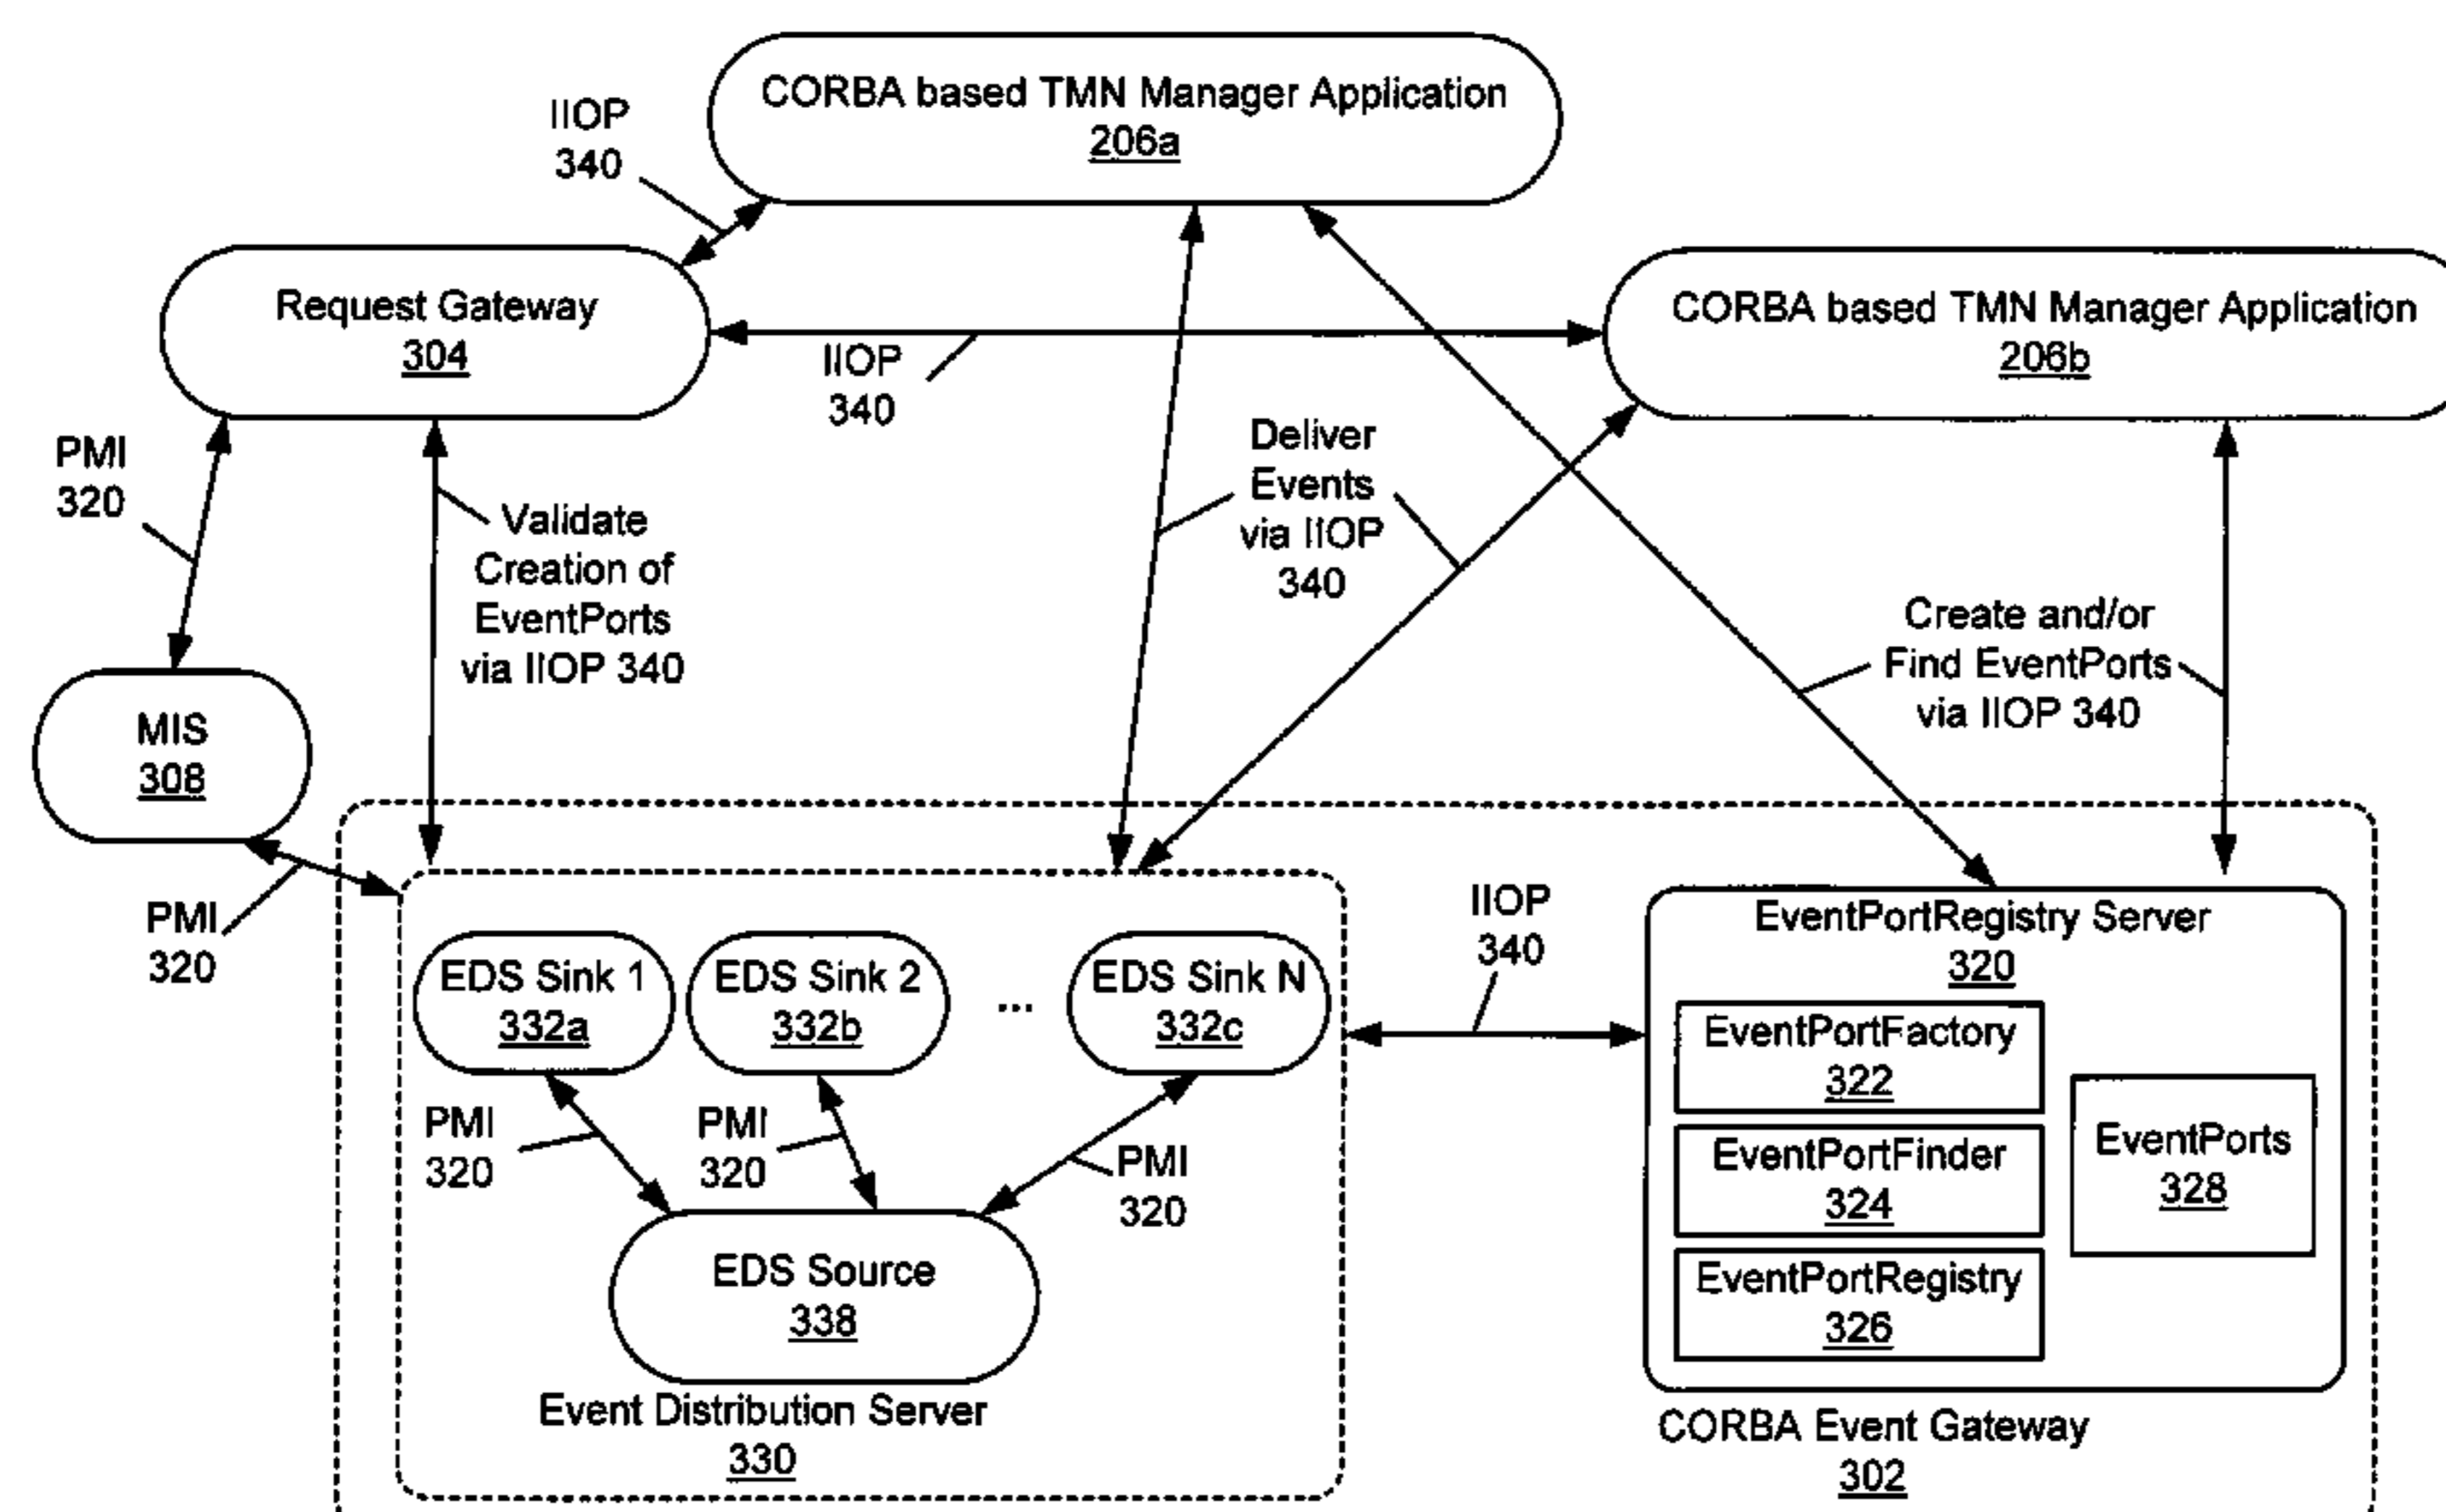 CORBA based TMN Manager Application
206a
IIOP
340
Request Gateway
304
CORBA based TMN Manager Application
206b
IIOP
340
PMI
320
Validate
Creation of
EventPorts
via IIOP 340
Deliver
Events
via IIOP
340
Create and/or
Find EventPorts
via IIOP 340
MIS
308
PMI
320
EDS Sink 1
332a
EDS Sink 2
332b
...
EDS Sink N
332c
PMI
320
PMI
320
PMI
320
EDS Source
338
Event Distribution Server
330
IIOP
340
EventPortRegistry Server
320
EventPortFactory
322
EventPortFinder
324
EventPortRegistry
326
EventPorts
328
CORBA Event Gateway
302